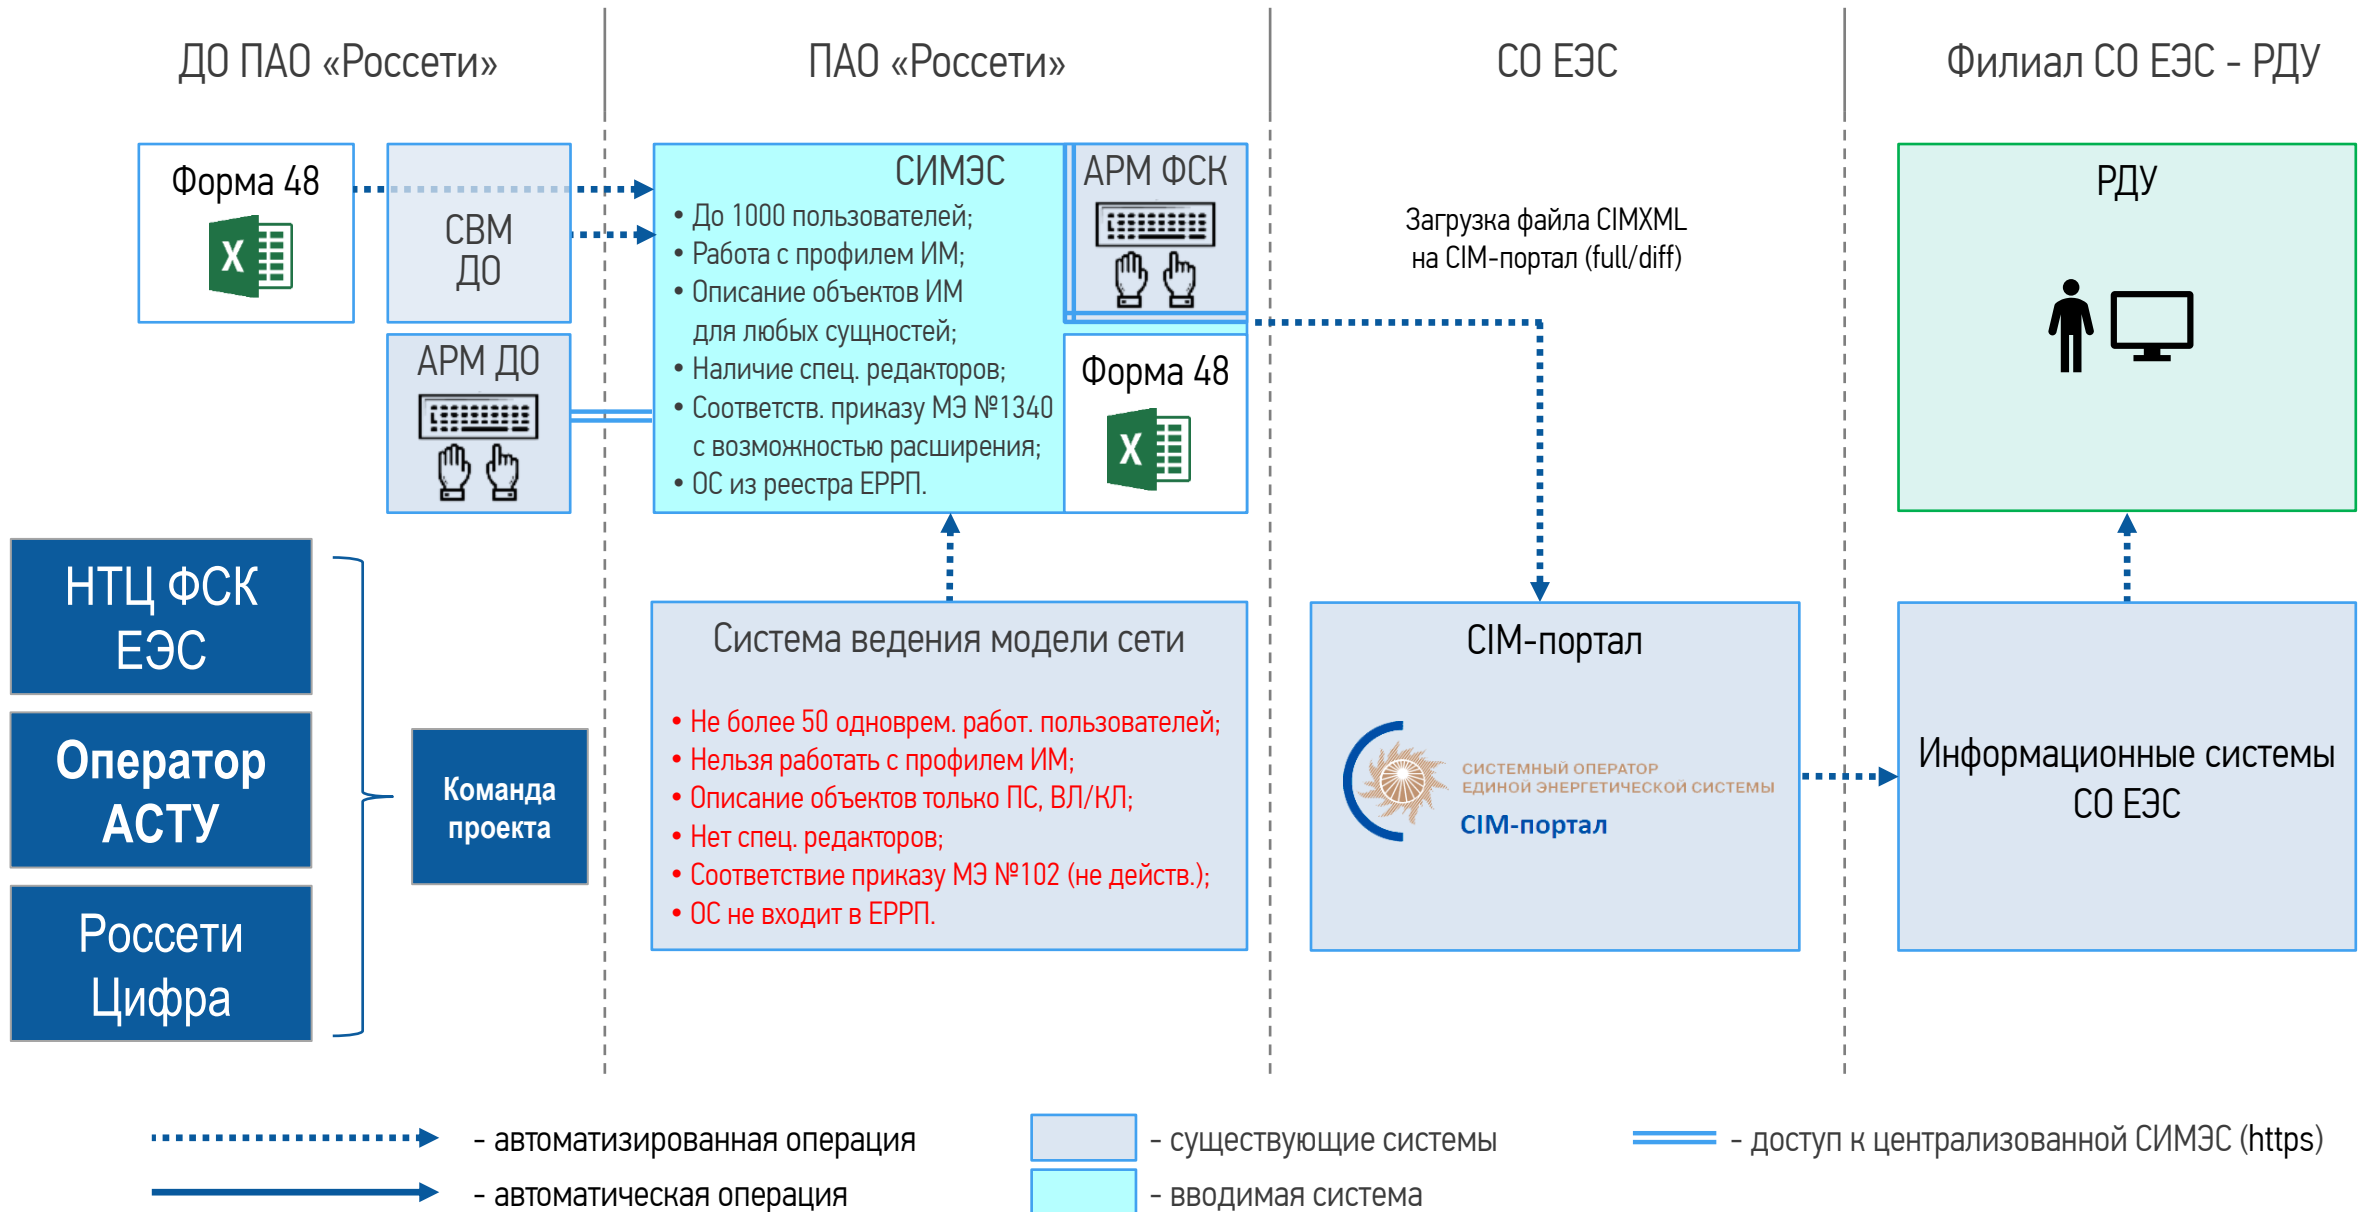 ДО ПАО «Россети»
ПАО «Россети»
СО ЕЭС
Филиал СО ЕЭС - РДУ
Форма 48
X
СВМ
ДО
АРМ ДО
СИМЭС
• До 1000 пользователей;
• Работа с профилем ИМ;
• Описание объектов ИМ
для любых сущностей;
• Наличие спец. редакторов;
• Соответств. приказу МЭ №1340
с возможностью расширения;
• ОС из реестра ЕРРП.
АРМ ФСК
Форма 48
X
Загрузка файла CIMXML
на CIM-портал (full/diff)
РДУ
НТЦ ФСК
ЕЭС
Оператор
АСТУ
Россети
Цифра
Команда
проекта
Система ведения модели сети
• Не более 50 одноврем. работ. пользователей;
• Нельзя работать с профилем ИМ;
• Описание объектов только ПС, ВЛ/КЛ;
• Нет спец. редакторов;
• Соответствие приказу МЭ №102 (не действ.);
• ОС не входит в ЕРРП.
CIM-портал
СИСТЕМНЫЙ ОПЕРАТОР
ЕДИНОЙ ЭНЕРГЕТИЧЕСКОЙ СИСТЕМЫ
CIM-портал
Информационные системы
СО ЕЭС
- автоматизированная операция
- автоматическая операция
- существующие системы
- вводимая система
- доступ к централизованной СИМЭС (https)